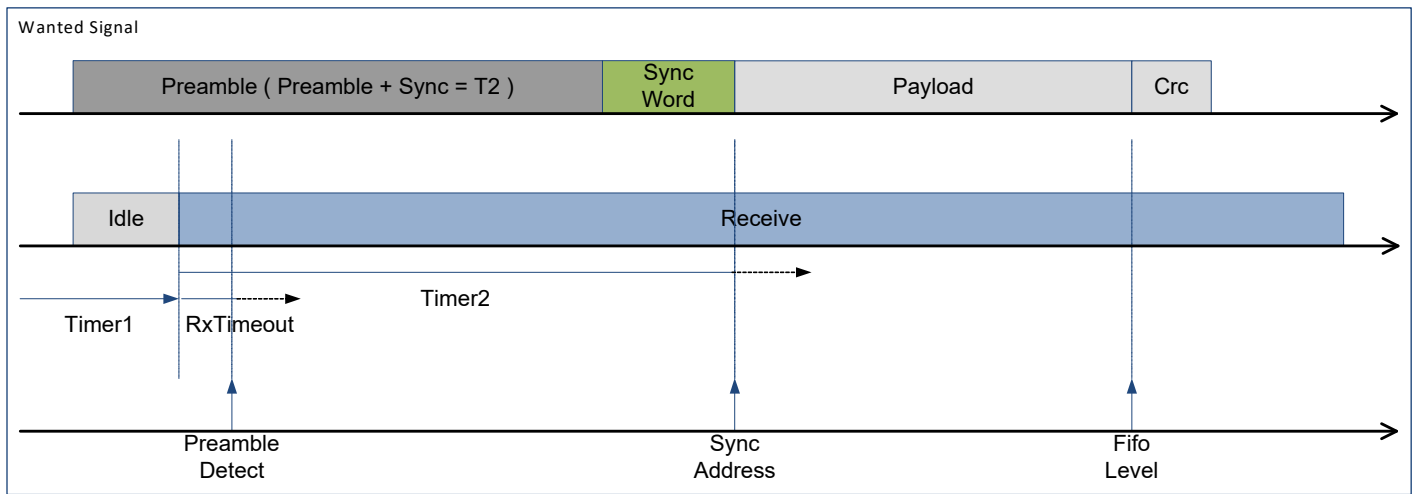 Wanted Signal
Preamble ( Preamble + Sync = T2 )
Sync
Word
Payload
Crc
Idle
Receive
Timer2
Timer1
RxTimeout
Preamble
Detect
Sync
Address
Fifo
Level